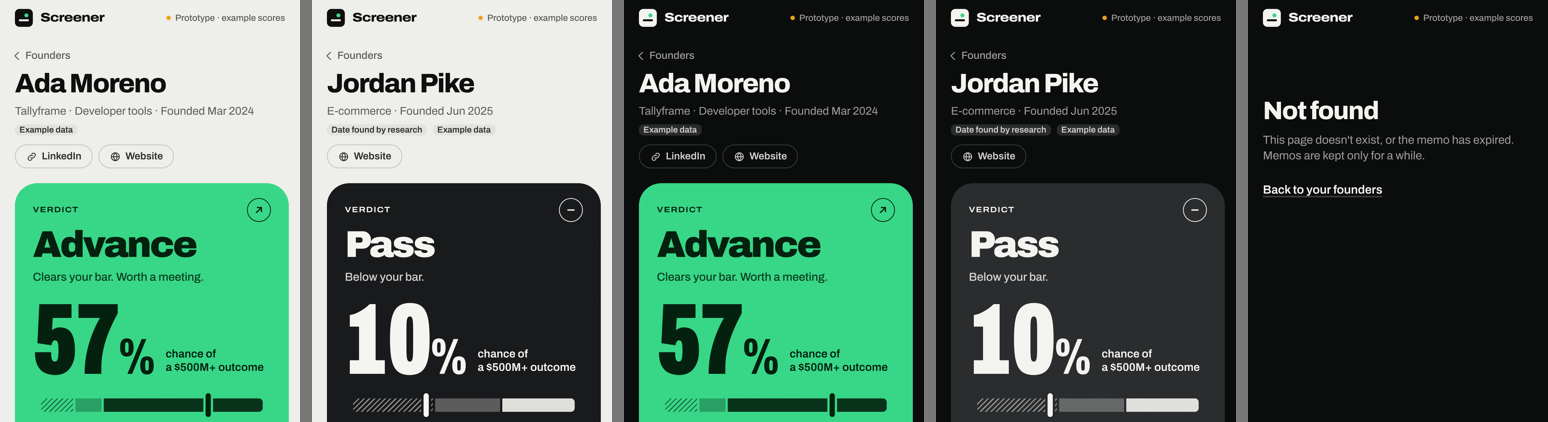 Screener
Prototype · example scores
Founders
Ada Moreno
Tallyframe · Developer tools · Founded Mar 2024
Example data
LinkedIn
Website
VERDICT
Advance
Clears your bar. Worth a meeting.
57%
chance of
a $500M+ outcome
Screener
Prototype · example scores
Founders
Jordan Pike
E-commerce · Founded Jun 2025
Date found by research
Example data
Website
VERDICT
Pass
Below your bar.
10%
chance of
a $500M+ outcome
Screener
Prototype · example scores
Founders
Ada Moreno
Tallyframe · Developer tools · Founded Mar 2024
Example data
LinkedIn
Website
VERDICT
Advance
Clears your bar. Worth a meeting.
57%
chance of
a $500M+ outcome
Screener
Prototype · example scores
Founders
Jordan Pike
E-commerce · Founded Jun 2025
Date found by research
Example data
Website
VERDICT
Pass
Below your bar.
10%
chance of
a $500M+ outcome
Screener
Prototype · example scores
Not found
This page doesn't exist, or the memo has expired.
Memos are kept only for a while.
Back to your founders